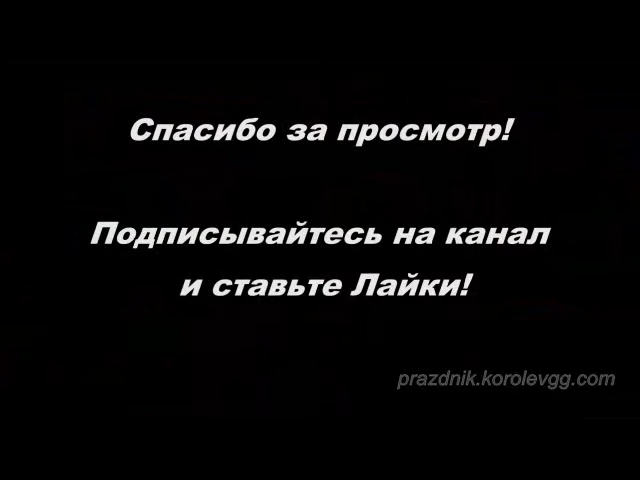 Спасибо за просмотр!
Подписывайтесь на канал
и ставьте Лайки!
prazdnik.korolevgg.com